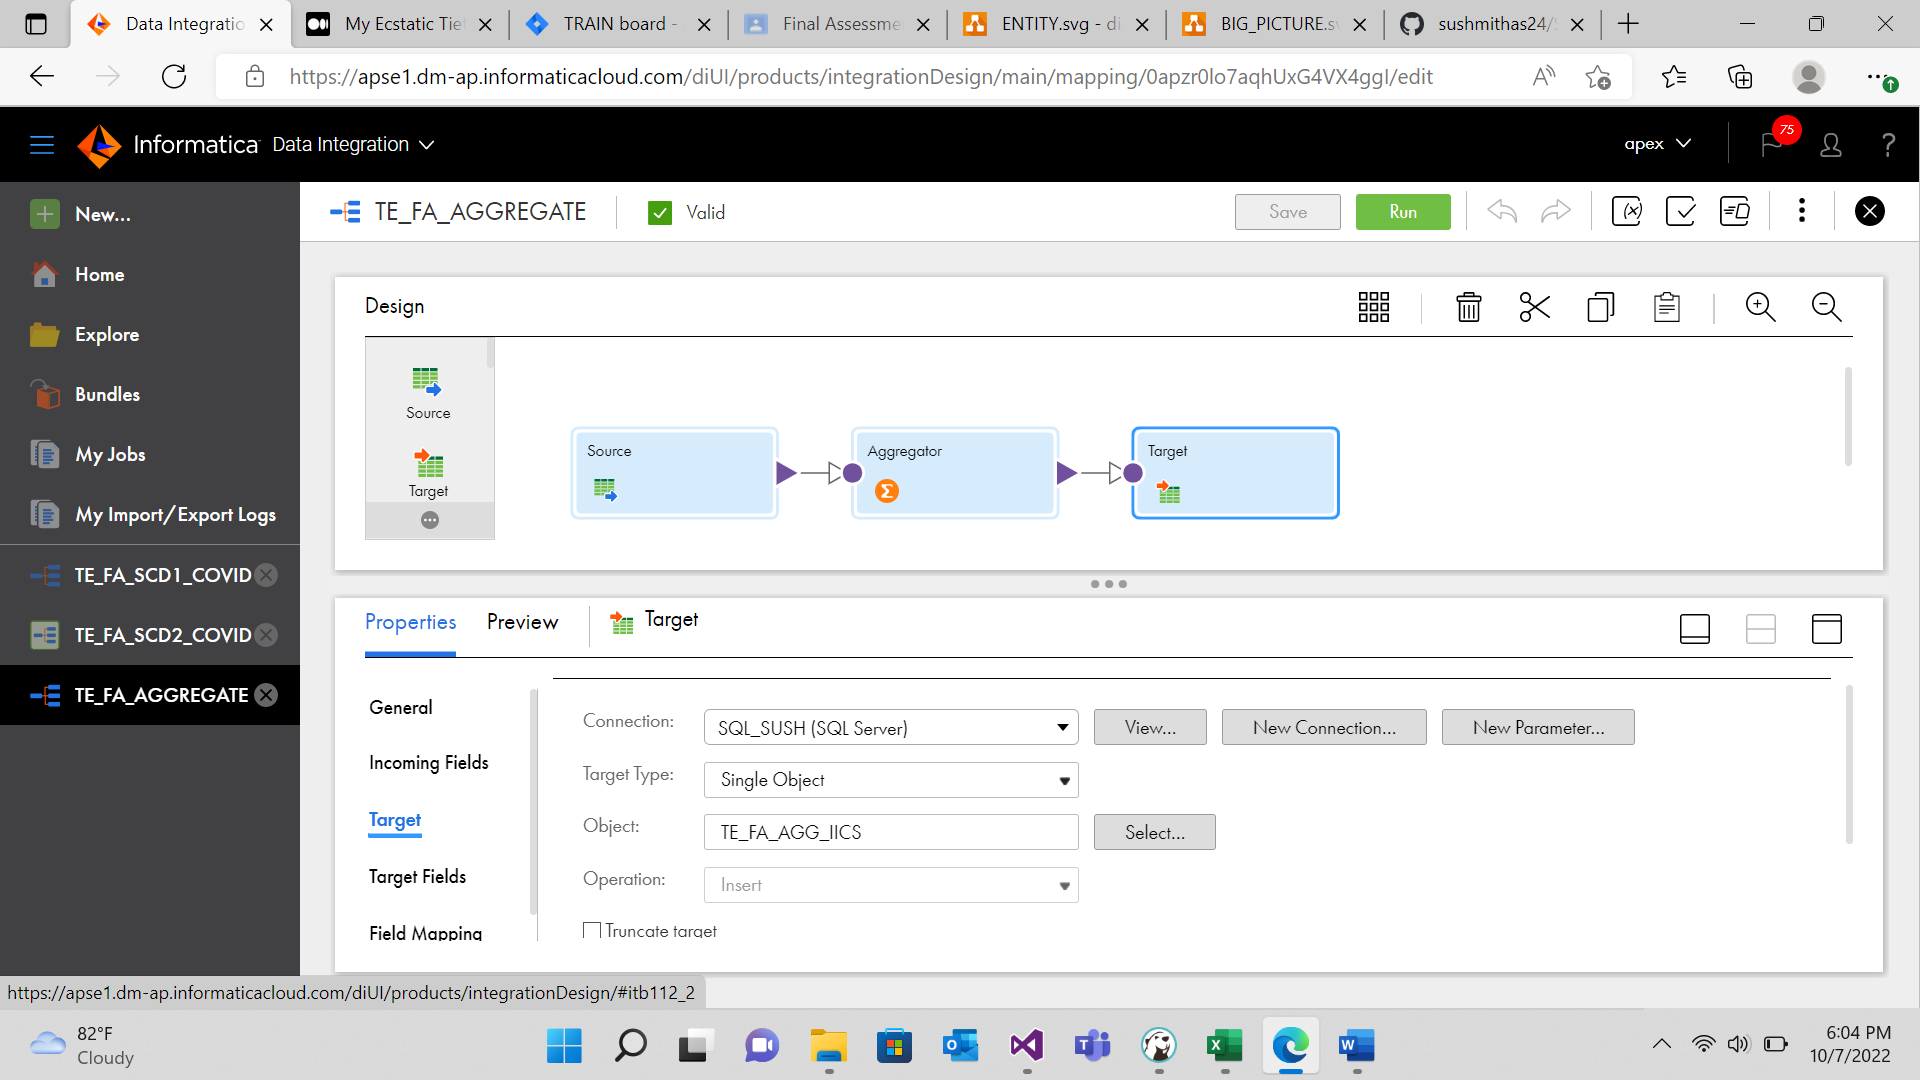 Data Integratio
My Ecstatic Tief
TRAIN board -
Final Assessme
ENTITY.svg - di
BIG_PICTURE.sv
sushmithas24/S
https://apse1.dm-ap.informaticacloud.com/diUI/products/integrationDesign/main/mapping/0apzr0lo7aqhUxG4VX4ggI/edit
Informatica Data Integration
apex
75
?
New...
Home
Explore
Bundles
My Jobs
My Import/Export Logs
TE_FA_SCD1_COVID
TE_FA_SCD2_COVID
TE_FA_AGGREGATE
TE_FA_AGGREGATE
Valid
Save
Run
Design
Source
Target
Source
Aggregator
Target
Properties
Preview
Target
General
Incoming Fields
Target
Target Fields
Field Mapping
Connection: SQL_SUSH (SQL Server) View... New Connection... New Parameter...
Target Type: Single Object
Object: TE_FA_AGG_IICS Select...
Operation: Insert
Truncate target
https://apse1.dm-ap.informaticacloud.com/diUI/products/integrationDesign/#itb112_2
82°F
Cloudy
6:04 PM
10/7/2022